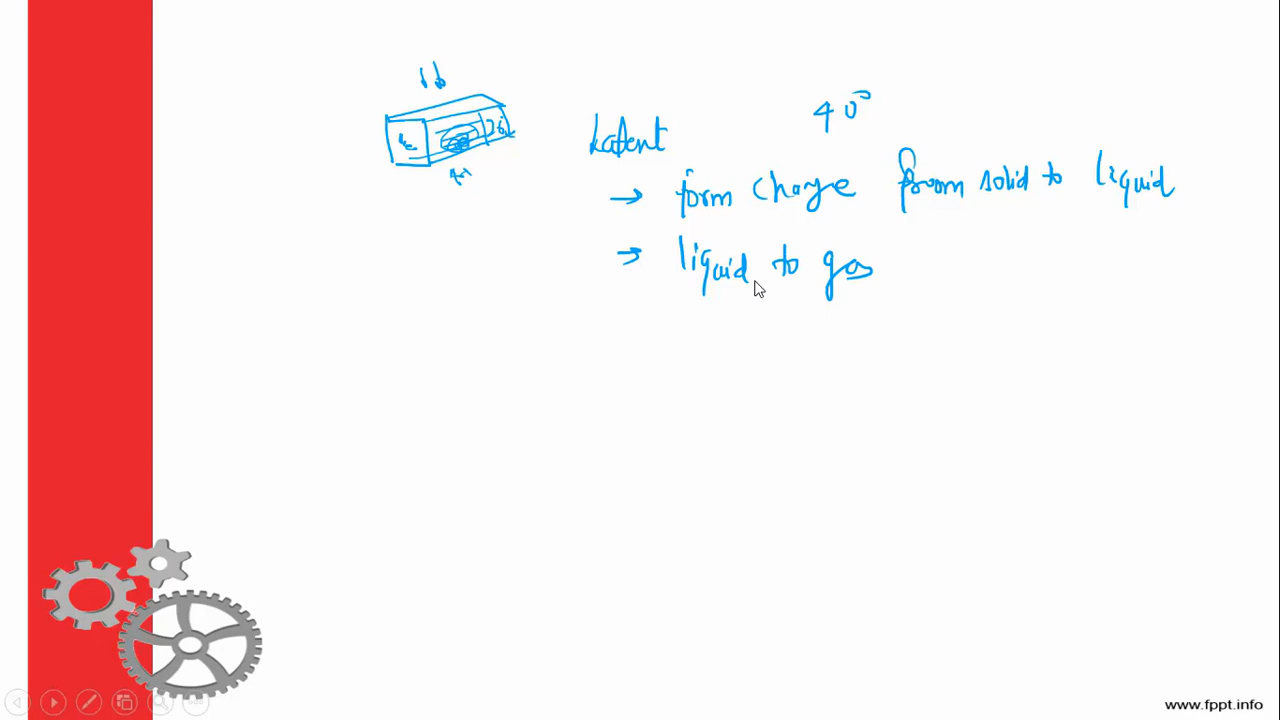 40°
Latent
→ form change from solid to liquid
→ liquid to gas
www.fppt.info